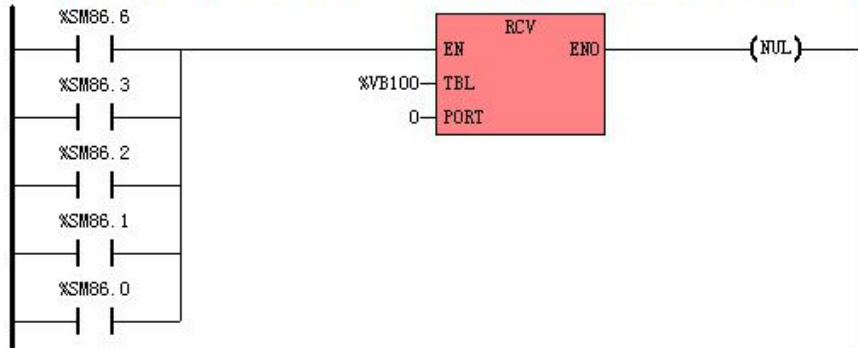 %SM86.6
RCV
EN ENO
(NUL)
%SM86.3
%VB100 TBL
0 PORT
%SM86.2
%SM86.1
%SM86.0